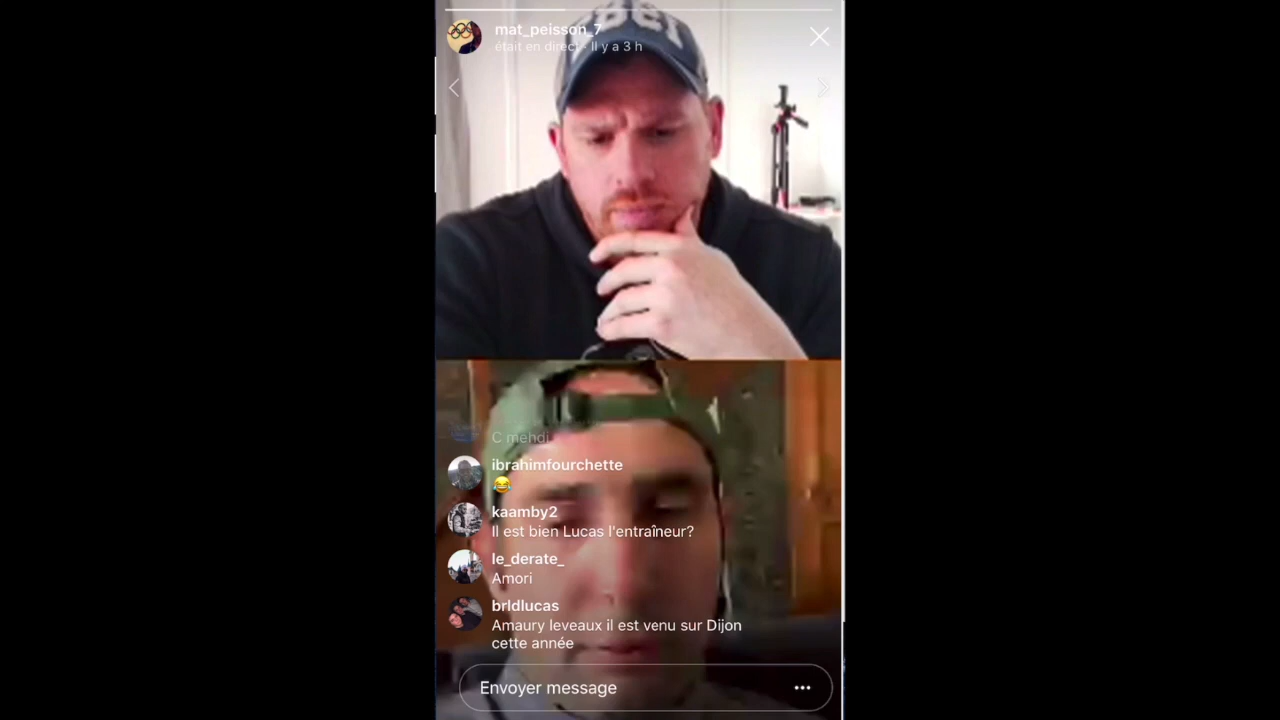 mat_peisson_7
était en direct · Il y a 3 h
C mehdi
ibrahimfourchette
😂
kaamby2
Il est bien Lucas l'entraîneur?
le_derate_
Amori
brldlucas
Amaury leveaux il est venu sur Dijon
cette année
Envoyer message